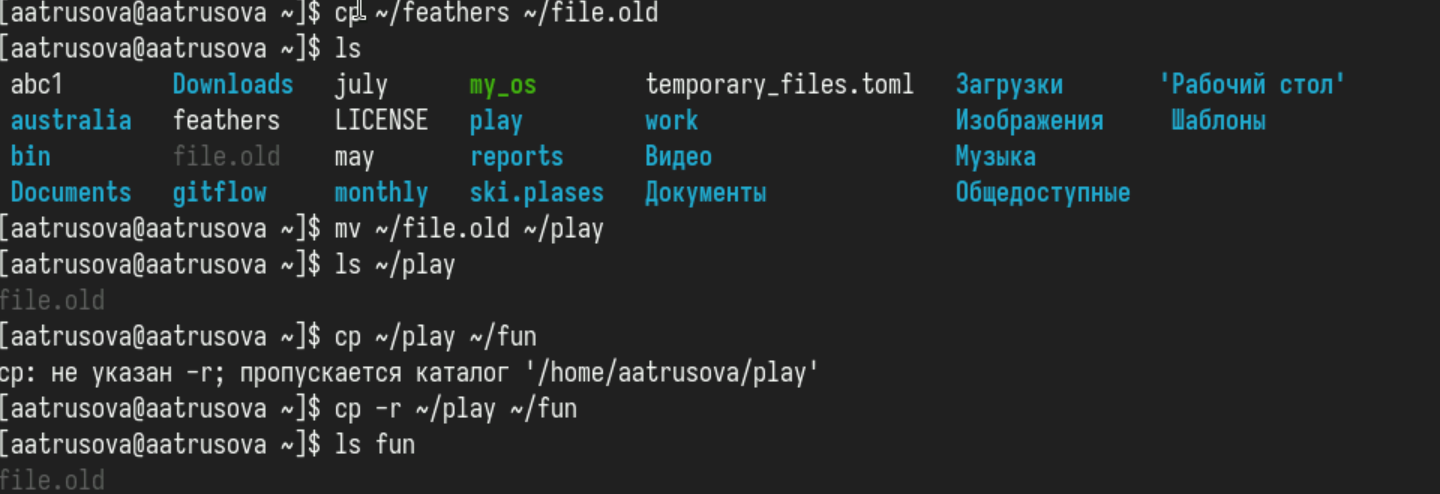 [aatrusova@aatrusova ~]$ cp ~/feathers ~/file.old
[aatrusova@aatrusova ~]$ ls
abc1 Downloads july my_os temporary_files.toml Загрузки 'Рабочий стол'
australia feathers LICENSE play work Изображения Шаблоны
bin file.old may reports Видео Музыка
Documents gitflow monthly ski.plases Документы Общедоступные
[aatrusova@aatrusova ~]$ mv ~/file.old ~/play
[aatrusova@aatrusova ~]$ ls ~/play
file.old
[aatrusova@aatrusova ~]$ cp ~/play ~/fun
cp: не указан -r; пропускается каталог '/home/aatrusova/play'
[aatrusova@aatrusova ~]$ cp -r ~/play ~/fun
[aatrusova@aatrusova ~]$ ls fun
file.old